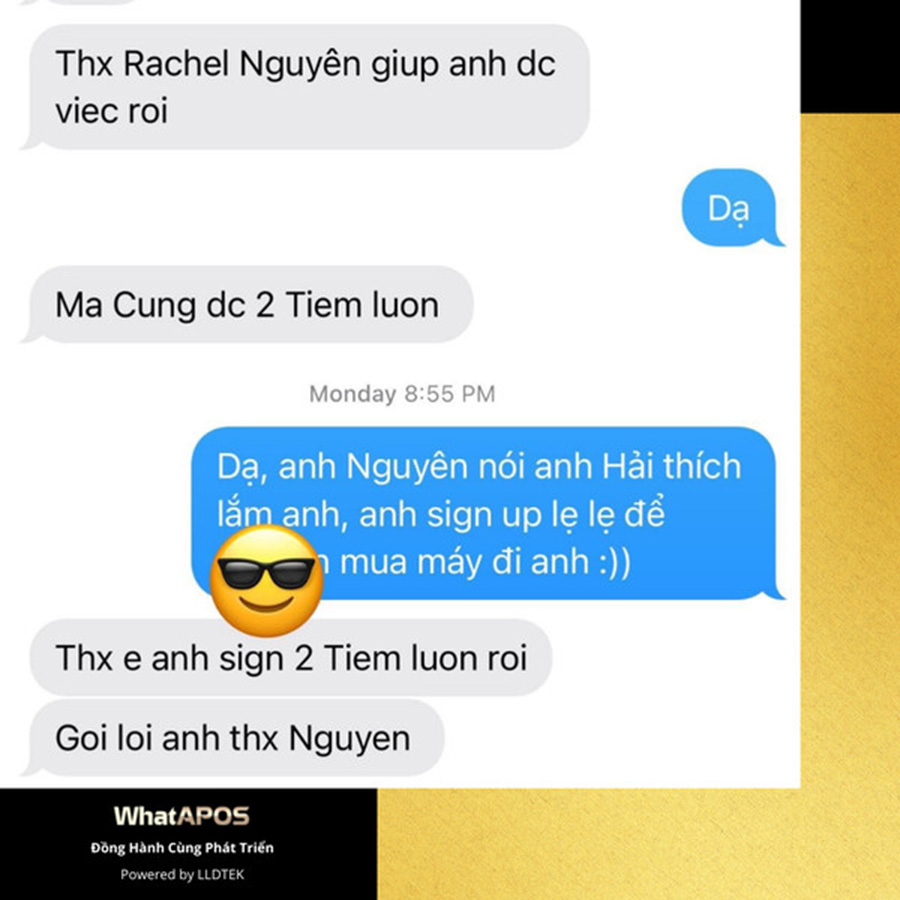 Thx Rachel Nguyên giup anh dc
viec roi
Dạ
Ma Cung dc 2 Tiem luon
Monday 8:55 PM
Dạ, anh Nguyên nói anh Hải thích
lắm anh, anh sign up lẹ lẹ để
mua máy đi anh :))
Thx e anh sign 2 Tiem luon roi
Goi loi anh thx Nguyen
WhatAPOS
Đồng Hành Cùng Phát Triển
Powered by LLDTEK